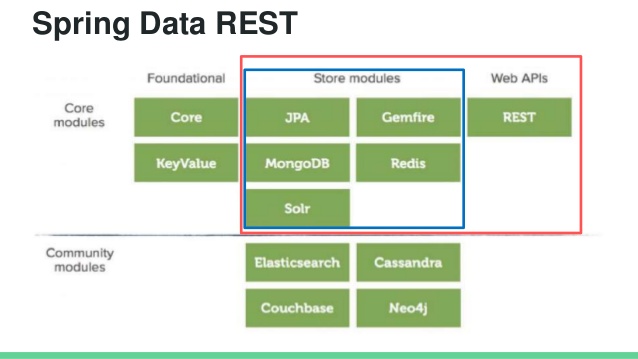 Spring Data REST
Foundational Store modules Web APIs
Core
modules
Core JPA Gemfire REST
KeyValue MongoDB Redis
Solr
Community
modules
Elasticsearch Cassandra
Couchbase Neo4j